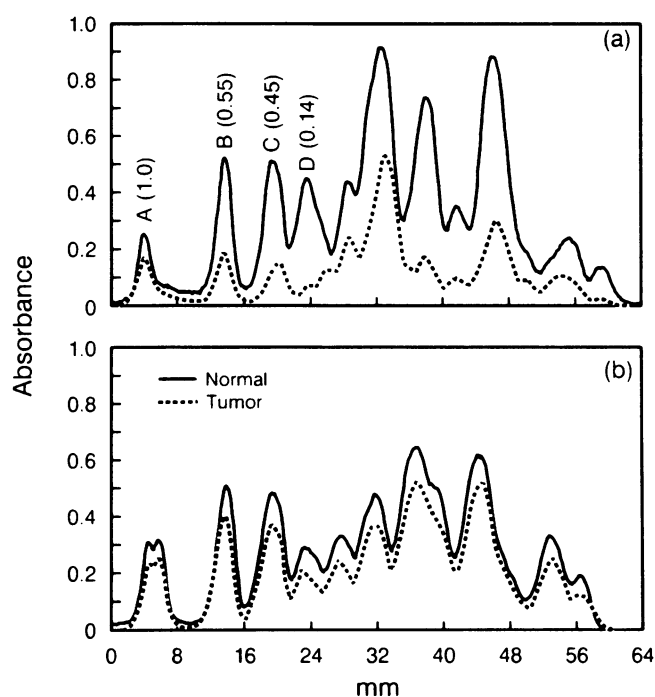 (a)
1.0
0.8
0.6
0.4
0.2
0
A (1.0)
B (0.55)
C (0.45)
D (0.14)
Absorbance
(b)
1.0
0.8
0.6
0.4
0.2
0
Normal
Tumor
0 8 16 24 32 40 48 56 64
mm